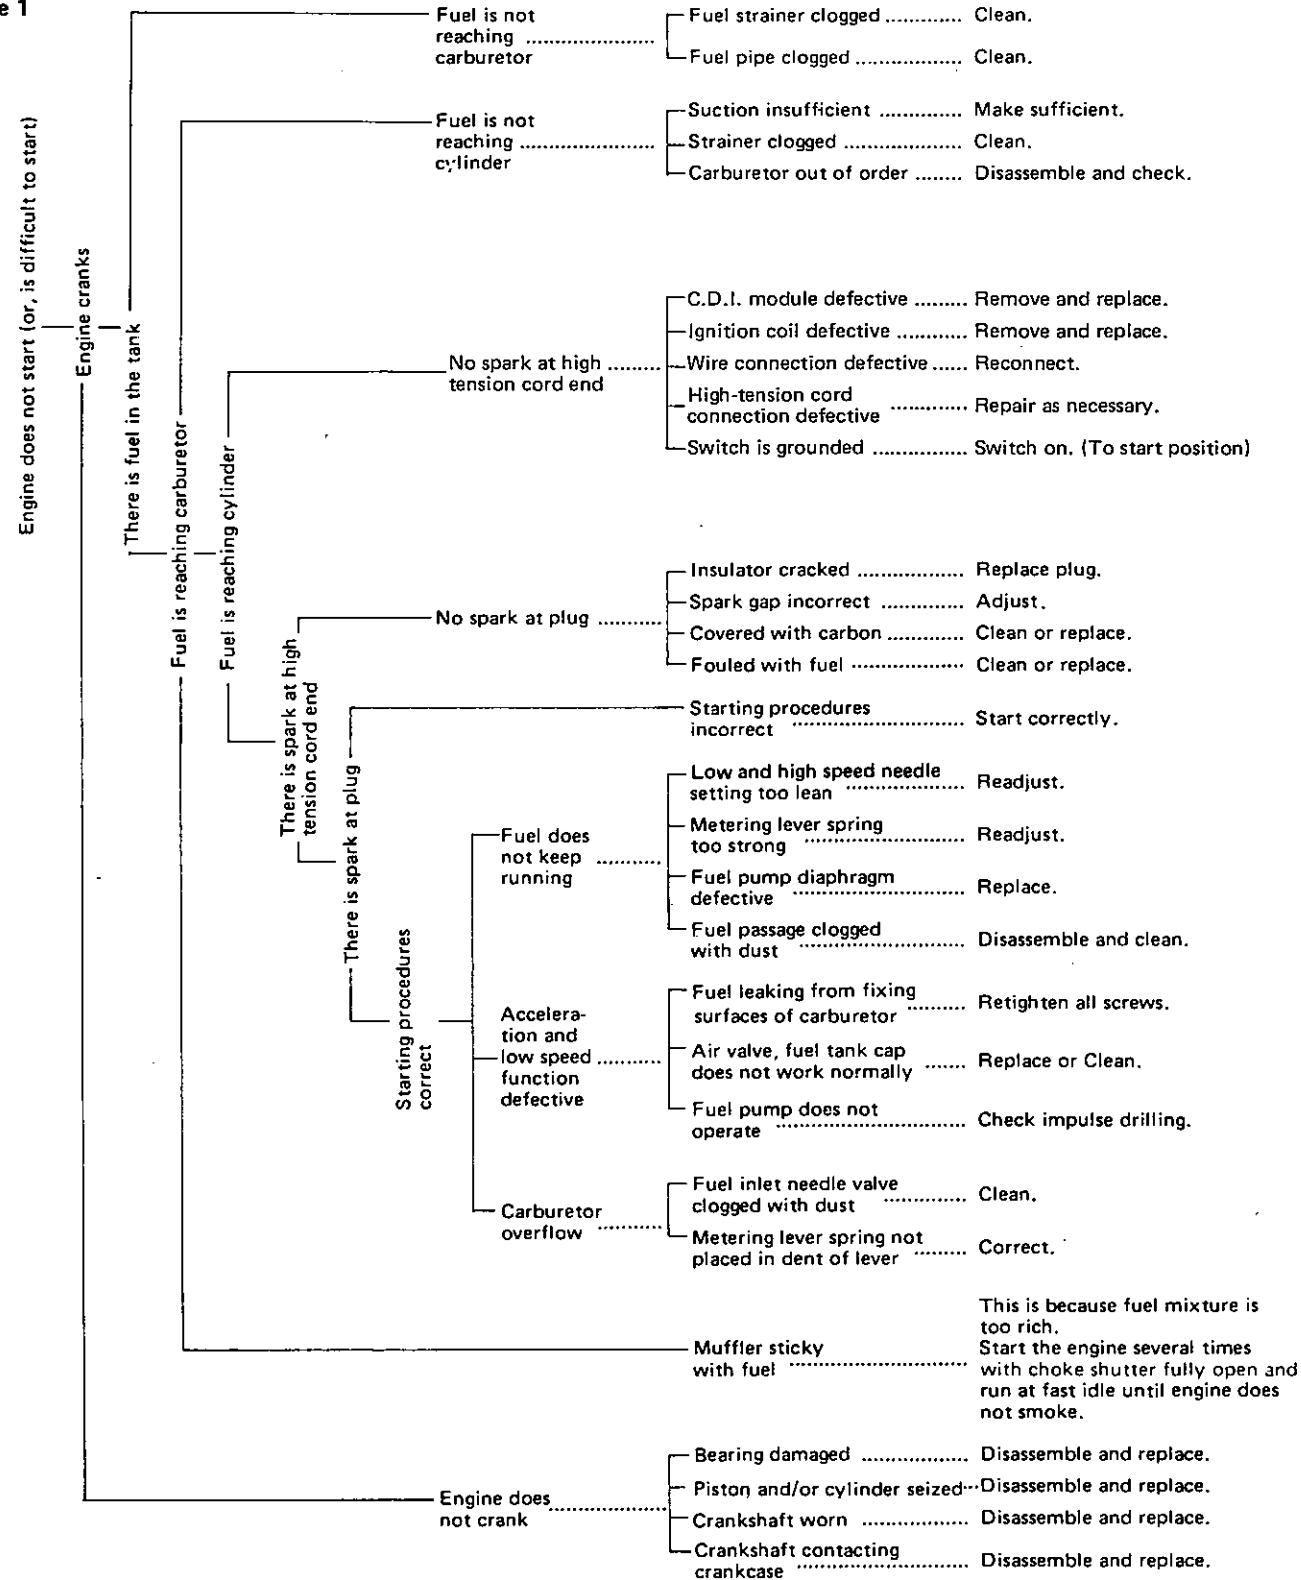 e 1
Engine does not start (or, is difficult to start)
Engine cranks
There is fuel in the tank
Fuel is reaching carburetor
Fuel is reaching cylinder
There is spark at high
tension cord end
There is spark at plug
Starting procedures
correct
Fuel is not
reaching
carburetor
Fuel strainer clogged Clean.
Fuel pipe clogged Clean.
Fuel is not
reaching
cylinder
Suction insufficient Make sufficient.
Strainer clogged Clean.
Carburetor out of order Disassemble and check.
No spark at high
tension cord end
C.D.I. module defective Remove and replace.
Ignition coil defective Remove and replace.
Wire connection defective Reconnect.
High-tension cord
connection defective Repair as necessary.
Switch is grounded Switch on. (To start position)
No spark at plug
Insulator cracked Replace plug.
Spark gap incorrect Adjust.
Covered with carbon Clean or replace.
Fouled with fuel Clean or replace.
Starting procedures
incorrect Start correctly.
Fuel does
not keep
running
Low and high speed needle
setting too lean Readjust.
Metering lever spring
too strong Readjust.
Fuel pump diaphragm
defective Replace.
Fuel passage clogged
with dust Disassemble and clean.
Accelera-
tion and
low speed
function
defective
Fuel leaking from fixing
surfaces of carburetor Retighten all screws.
Air valve, fuel tank cap
does not work normally Replace or Clean.
Fuel pump does not
operate Check impulse drilling.
Carburetor
overflow
Fuel inlet needle valve
clogged with dust Clean.
Metering lever spring not
placed in dent of lever Correct.
Muffler sticky
with fuel
This is because fuel mixture is
too rich.
Start the engine several times
with choke shutter fully open and
run at fast idle until engine does
not smoke.
Engine does
not crank
Bearing damaged Disassemble and replace.
Piston and/or cylinder seized Disassemble and replace.
Crankshaft worn Disassemble and replace.
Crankshaft contacting
crankcase Disassemble and replace.